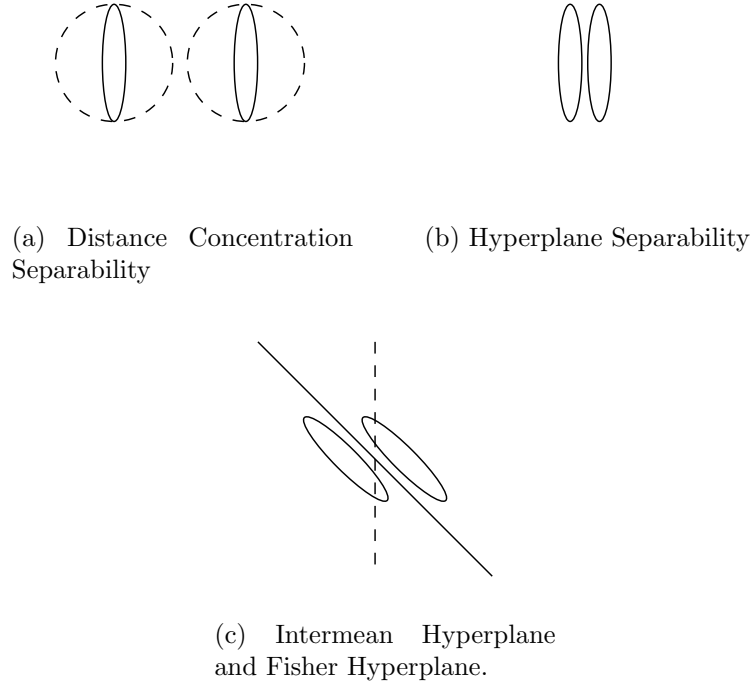 (a) Distance Concentration
Separability
(b) Hyperplane Separability
(c) Intermean Hyperplane
and Fisher Hyperplane.